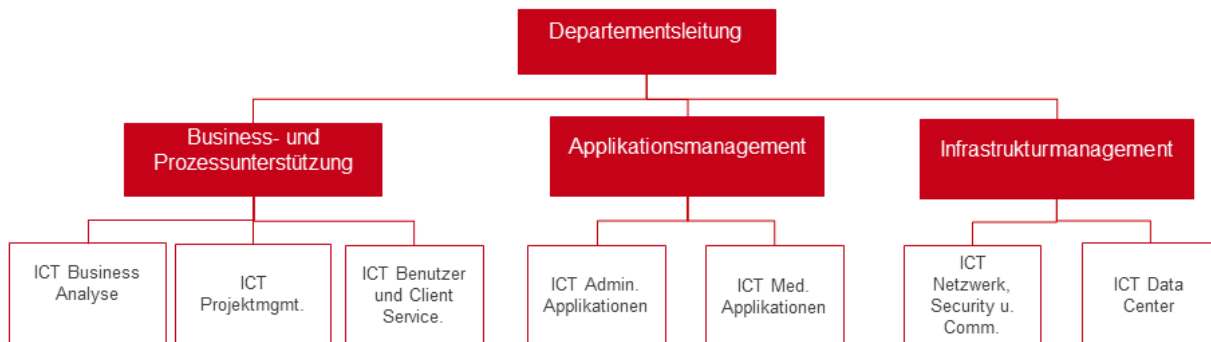 Departementsleitung
Business- und
Prozessunterstützung
Applikationsmanagement
Infrastrukturmanagement
ICT Business
Analyse
ICT
Projektmgmt.
ICT Benutzer
und Client
Service.
ICT Admin.
Applikationen
ICT Med.
Applikationen
ICT
Netzwerk,
Security u.
Comm.
ICT Data
Center